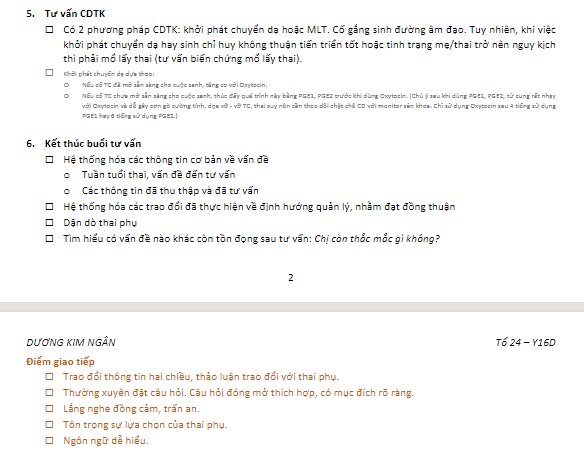 5. Tư vấn CDTK
☐ Có 2 phương pháp CDTK: khởi phát chuyển dạ hoặc MLT. Cố gắng sinh đường âm đạo. Tuy nhiên, khi việc
khởi phát chuyển dạ hay sinh chỉ huy không thuận tiến triển tốt hoặc tình trạng mẹ/thai trở nên nguy kịch
thì phải mổ lấy thai (tư vấn biến chứng mổ lấy thai).
☐ Khởi phát chuyển dạ dựa theo:
o Nếu cổ TC đã mở sẵn sàng cho cuộc sanh, tăng co với Oxytocin.
o Nếu cổ TC chưa mở sẵn sàng cho cuộc sanh, thúc đẩy quá trình này bằng PGE1, PGE2 trước khi dùng Oxytocin. (Chú ý sau khi dùng PGE1, PGE2, tử cung rất nhạy
với Oxytocin và dễ gây cơn gò cường tính, dọa vỡ - vỡ TC, thai suy nên cần theo dõi chặt chẽ CD với monitor sản khoa. Chỉ sử dụng Oxytocin sau 4 tiếng sử dụng
PGE1 hay 6 tiếng sử dụng PGE2.)
6. Kết thúc buổi tư vấn
☐ Hệ thống hóa các thông tin cơ bản về vấn đề
o Tuần tuổi thai, vấn đề đến tư vấn
o Các thông tin đã thu thập và đã tư vấn
☐ Hệ thống hóa các trao đổi đã thực hiện về định hướng quản lý, nhằm đạt đồng thuận
☐ Dặn dò thai phụ
☐ Tìm hiểu có vấn đề nào khác còn tồn đọng sau tư vấn: Chị còn thắc mắc gì không?
2
DƯƠNG KIM NGÂN Tổ 24 – Y16D
Điểm giao tiếp
☐ Trao đổi thông tin hai chiều, thảo luận trao đổi với thai phụ.
☐ Thường xuyên đặt câu hỏi. Câu hỏi đóng mở thích hợp, có mục đích rõ ràng.
☐ Lắng nghe đồng cảm, trấn an.
☐ Tôn trọng sự lựa chọn của thai phụ.
☐ Ngôn ngữ dễ hiểu.